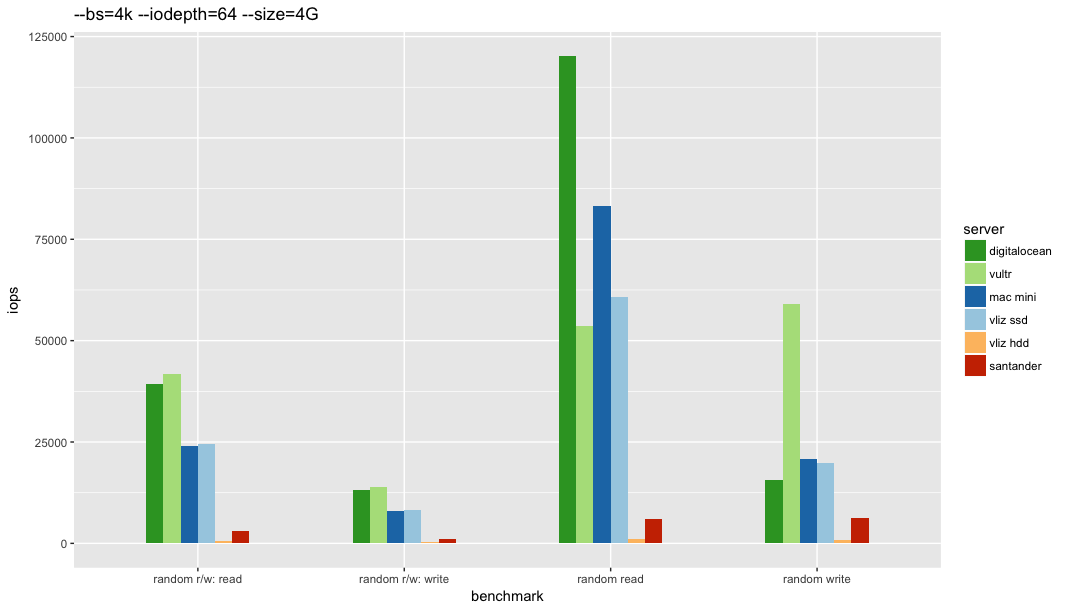 --bs=4k --iodepth=64 --size=4G
125000
100000
75000
50000
25000
0
iops
random r/w: read
random r/w: write
random read
random write
benchmark
server
digitalocean
vultr
mac mini
vliz ssd
vliz hdd
santander